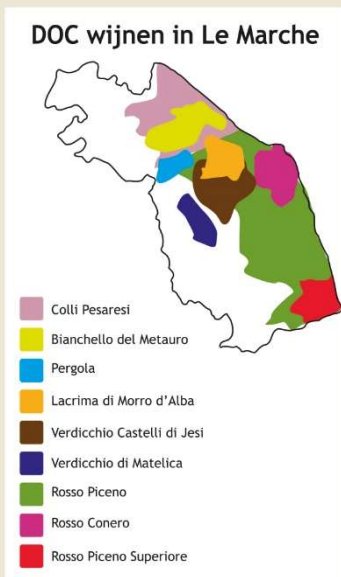 DOC wijnen in Le Marche
Colli Pesaresi
Bianchello del Metauro
Pergola
Lacrima di Morro d'Alba
Verdicchio Castelli di Jesi
Verdicchio di Matelica
Rosso Piceno
Rosso Conero
Rosso Piceno Superiore